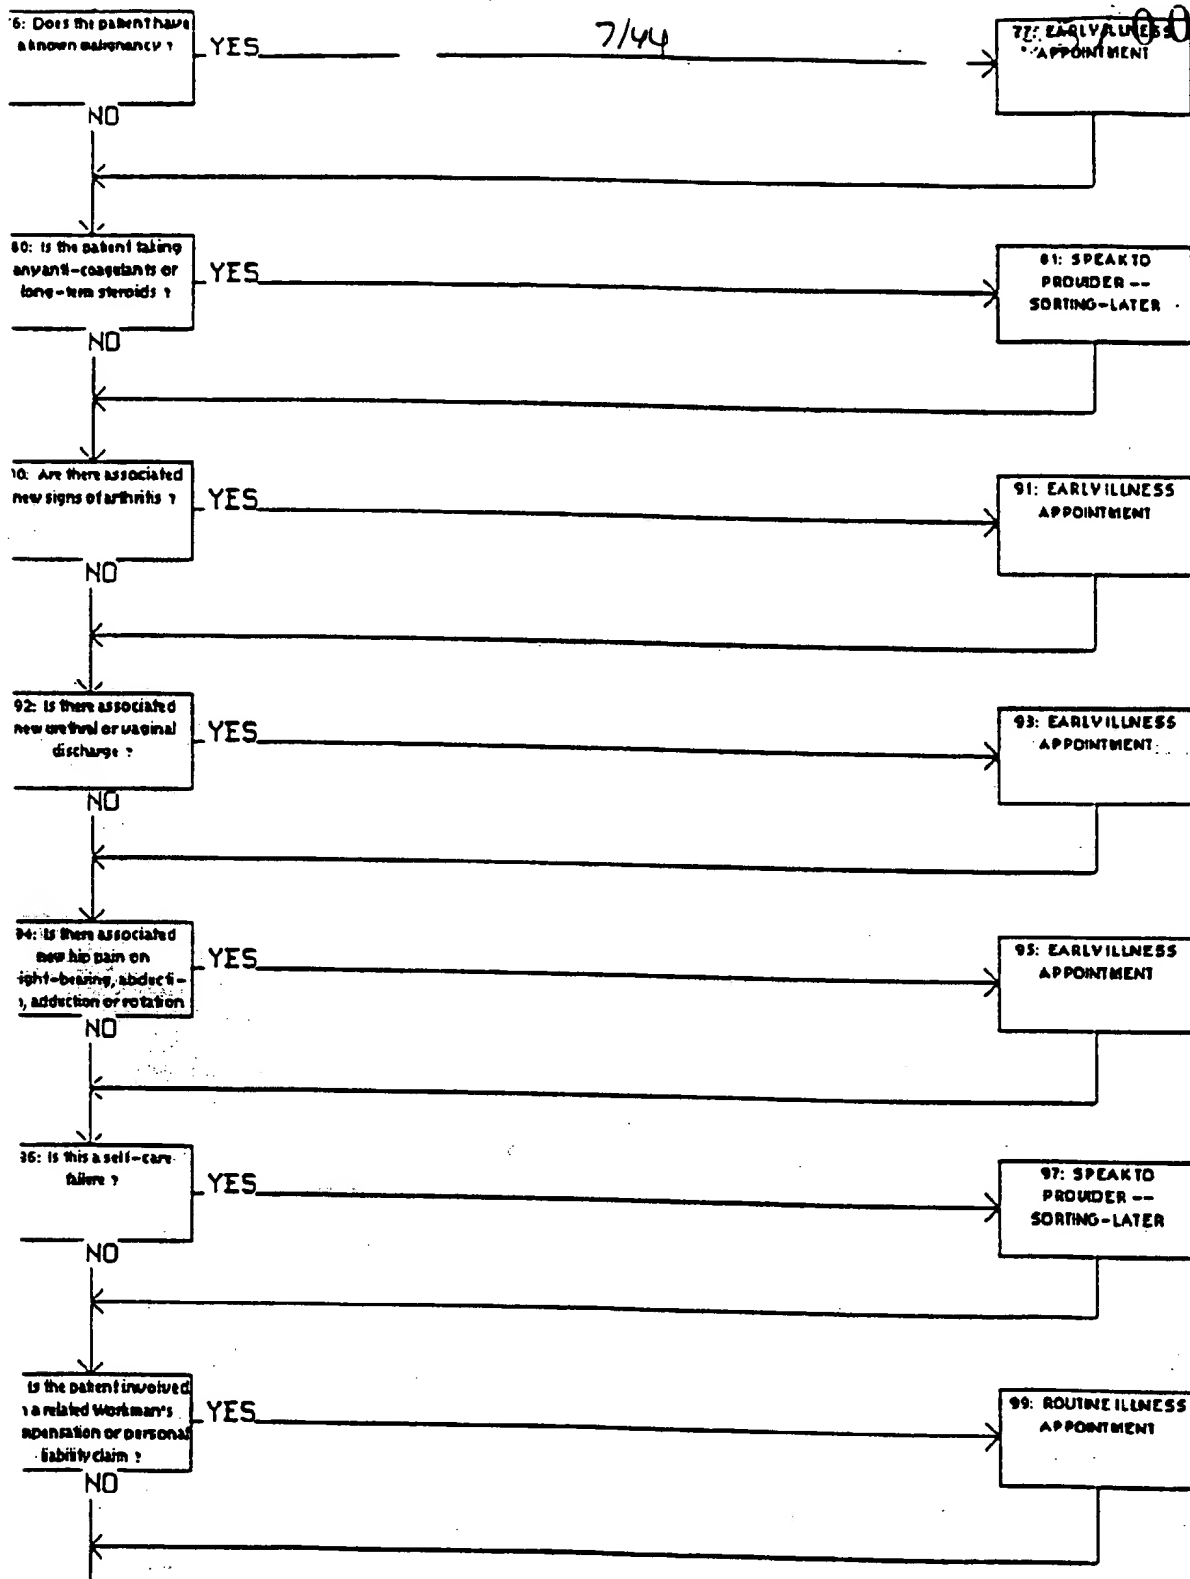 7/44
00
6: Does the patient have
a known malignancy ?
YES
77: EARLY ILLNESS
APPOINTMENT
NO
80: Is the patient taking
any anti-coagulants or
long-term steroids ?
YES
81: SPEAK TO
PROVIDER --
SORTING-LATER
NO
90: Are there associated
new signs of arthritis ?
YES
91: EARLY ILLNESS
APPOINTMENT
NO
92: Is there associated
new urethral or vaginal
discharge ?
YES
93: EARLY ILLNESS
APPOINTMENT
NO
94: Is there associated
new hip pain on
ight-bearing, abducti-
, adduction or rotation
YES
95: EARLY ILLNESS
APPOINTMENT
NO
96: Is this a self-care
failure ?
YES
97: SPEAK TO
PROVIDER --
SORTING-LATER
NO
Is the patient involved
a related Workman's
mpensation or personal
liability claim ?
YES
99: ROUTINE ILLNESS
APPOINTMENT
NO